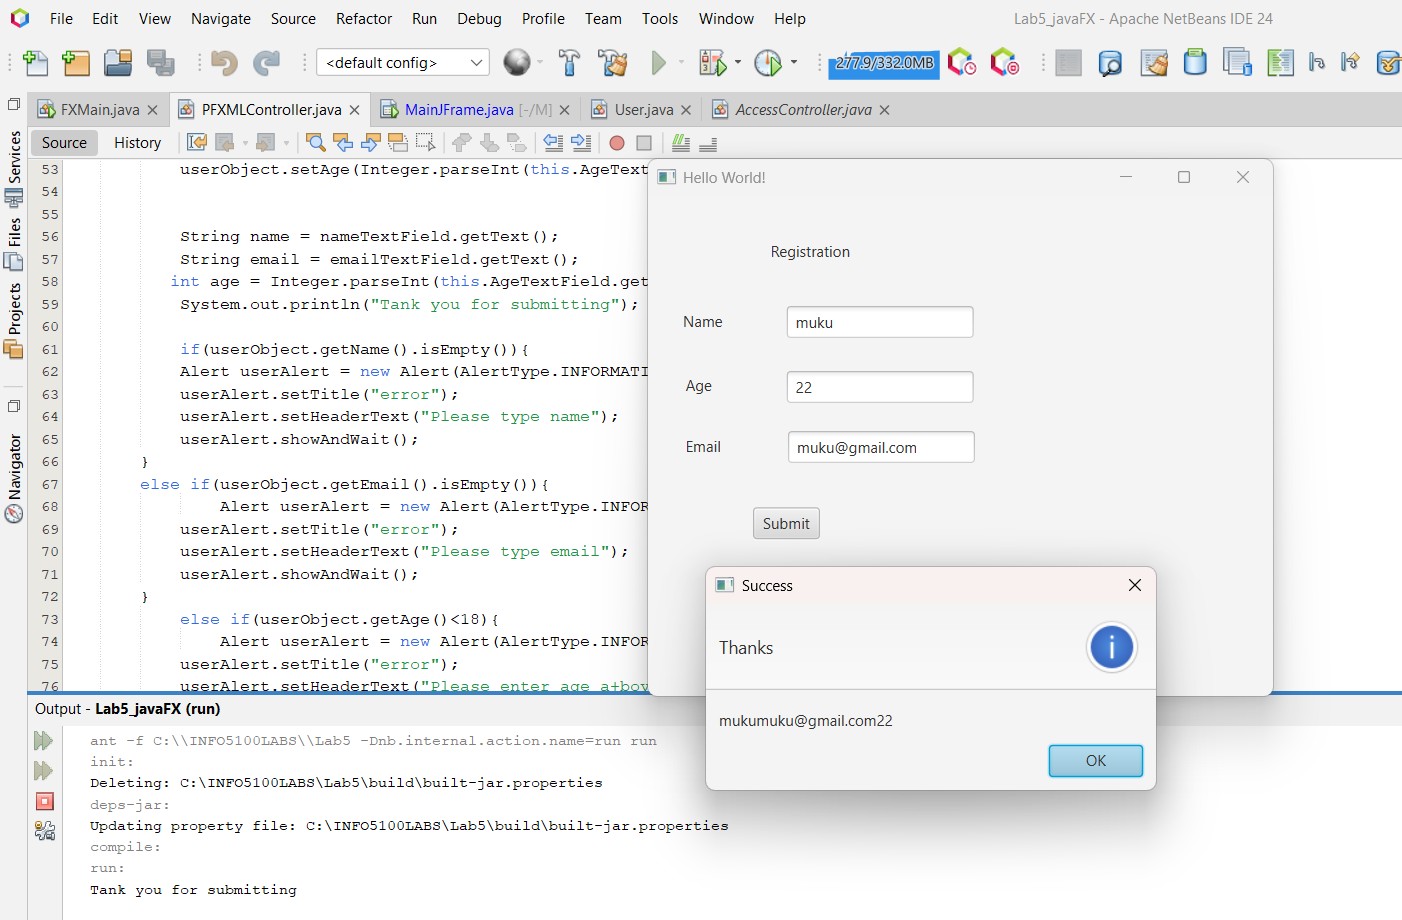 File Edit View Navigate Source Refactor Run Debug Profile Team Tools Window Help
Lab5_javaFX - Apache NetBeans IDE 24
<default config>
277.9/332.0MB
FXMain.java
PFXMLController.java
MainJFrame.java [-/M]
User.java
AccessController.java
Source
History
Services
Files
Projects
Navigator
53 userObject.setAge(Integer.parseInt(this.AgeText
54
55
56 String name = nameTextField.getText();
57 String email = emailTextField.getText();
58 int age = Integer.parseInt(this.AgeTextField.get
59 System.out.println("Tank you for submitting");
60
61 if(userObject.getName().isEmpty()){
62 Alert userAlert = new Alert(AlertType.INFORMATI
63 userAlert.setTitle("error");
64 userAlert.setHeaderText("Please type name");
65 userAlert.showAndWait();
66 }
67 else if(userObject.getEmail().isEmpty()){
68 Alert userAlert = new Alert(AlertType.INFOR
69 userAlert.setTitle("error");
70 userAlert.setHeaderText("Please type email");
71 userAlert.showAndWait();
72 }
73 else if(userObject.getAge()<18){
74 Alert userAlert = new Alert(AlertType.INFOR
75 userAlert.setTitle("error");
76 userAlert.setHeaderText("Please enter age a+bov
Hello World!
Registration
Name muku
Age 22
Email muku@gmail.com
Submit
Success
Thanks
i
mukumuku@gmail.com22
OK
Output - Lab5_javaFX (run)
ant -f C:\\INFO5100LABS\\Lab5 -Dnb.internal.action.name=run run
init:
Deleting: C:\INFO5100LABS\Lab5\build\built-jar.properties
deps-jar:
Updating property file: C:\INFO5100LABS\Lab5\build\built-jar.properties
compile:
run:
Tank you for submitting